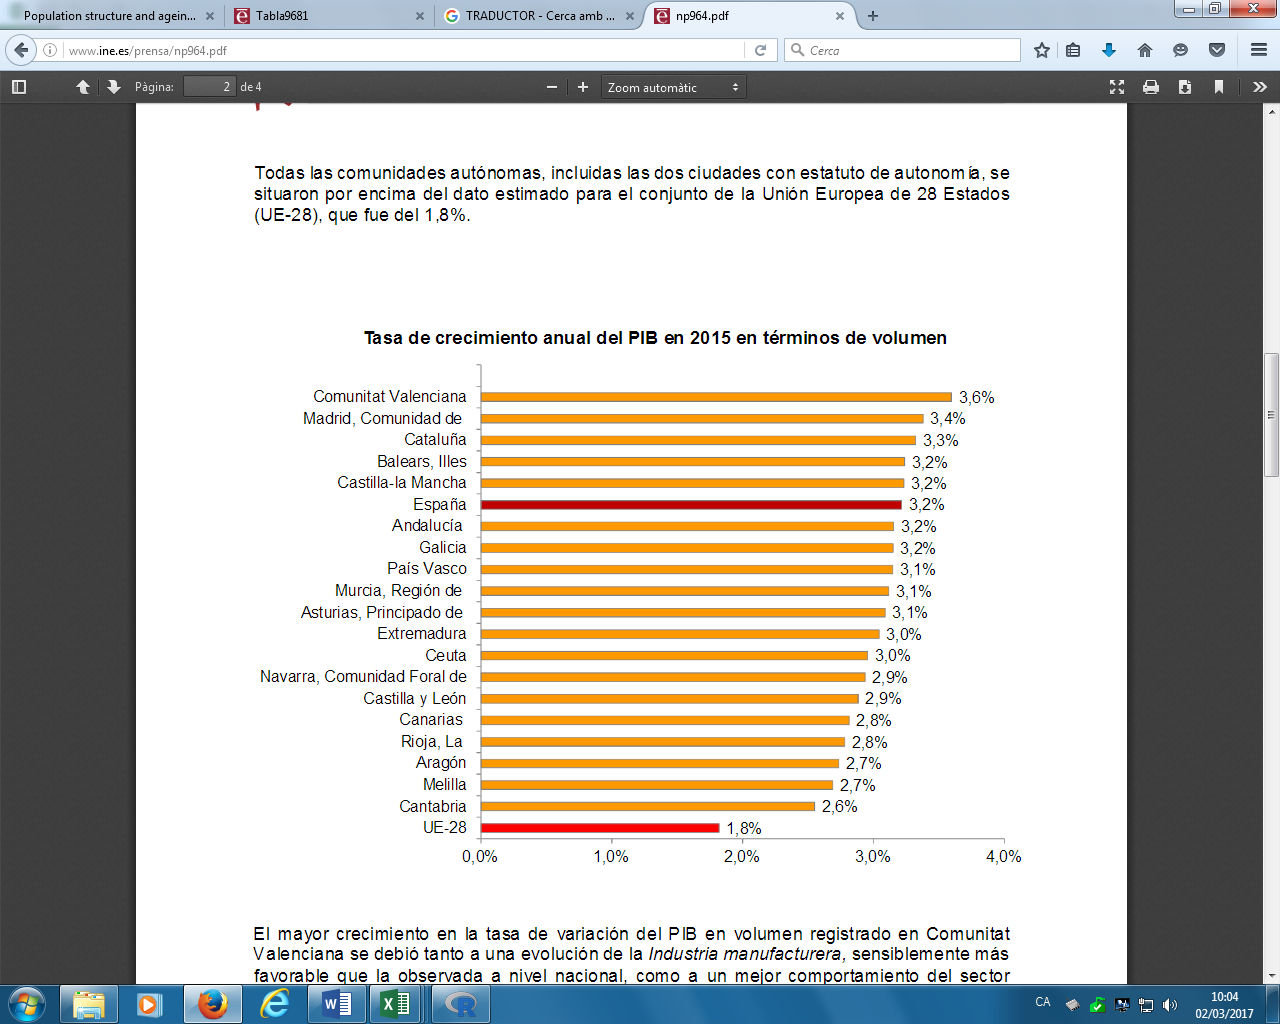 Population structure and agein...
Tabla9681
TRADUCTOR - Cerca amb ...
np964.pdf
www.ine.es/prensa/np964.pdf
Cerca
Pàgina: 2 de 4
Zoom automàtic
Todas las comunidades autónomas, incluidas las dos ciudades con estatuto de autonomía, se
situaron por encima del dato estimado para el conjunto de la Unión Europea de 28 Estados
(UE-28), que fue del 1,8%.
Tasa de crecimiento anual del PIB en 2015 en términos de volumen
Comunitat Valenciana 3,6%
Madrid, Comunidad de 3,4%
Cataluña 3,3%
Balears, Illes 3,2%
Castilla-la Mancha 3,2%
España 3,2%
Andalucía 3,2%
Galicia 3,2%
País Vasco 3,1%
Murcia, Región de 3,1%
Asturias, Principado de 3,1%
Extremadura 3,0%
Ceuta 3,0%
Navarra, Comunidad Foral de 2,9%
Castilla y León 2,9%
Canarias 2,8%
Rioja, La 2,8%
Aragón 2,7%
Melilla 2,7%
Cantabria 2,6%
UE-28 1,8%
0,0% 1,0% 2,0% 3,0% 4,0%
El mayor crecimiento en la tasa de variación del PIB en volumen registrado en Comunitat
Valenciana se debió tanto a una evolución de la Industria manufacturera, sensiblemente más
favorable que la observada a nivel nacional, como a un mejor comportamiento del sector
CA
10:04
02/03/2017